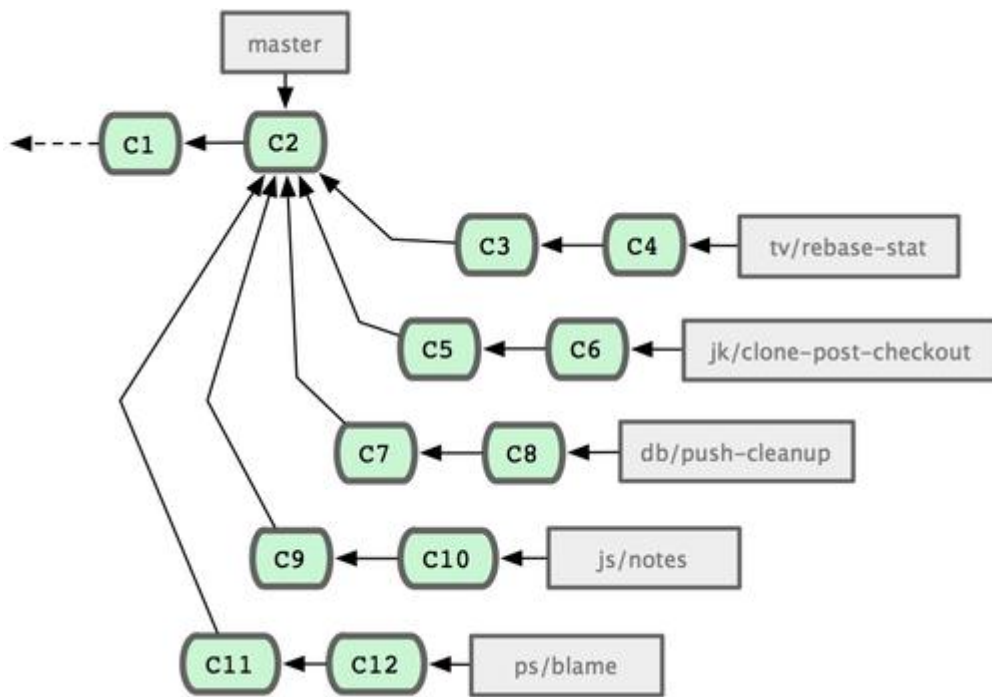 master
C1 C2
C3 C4 tv/rebase-stat
C5 C6 jk/clone-post-checkout
C7 C8 db/push-cleanup
C9 C10 js/notes
C11 C12 ps/blame